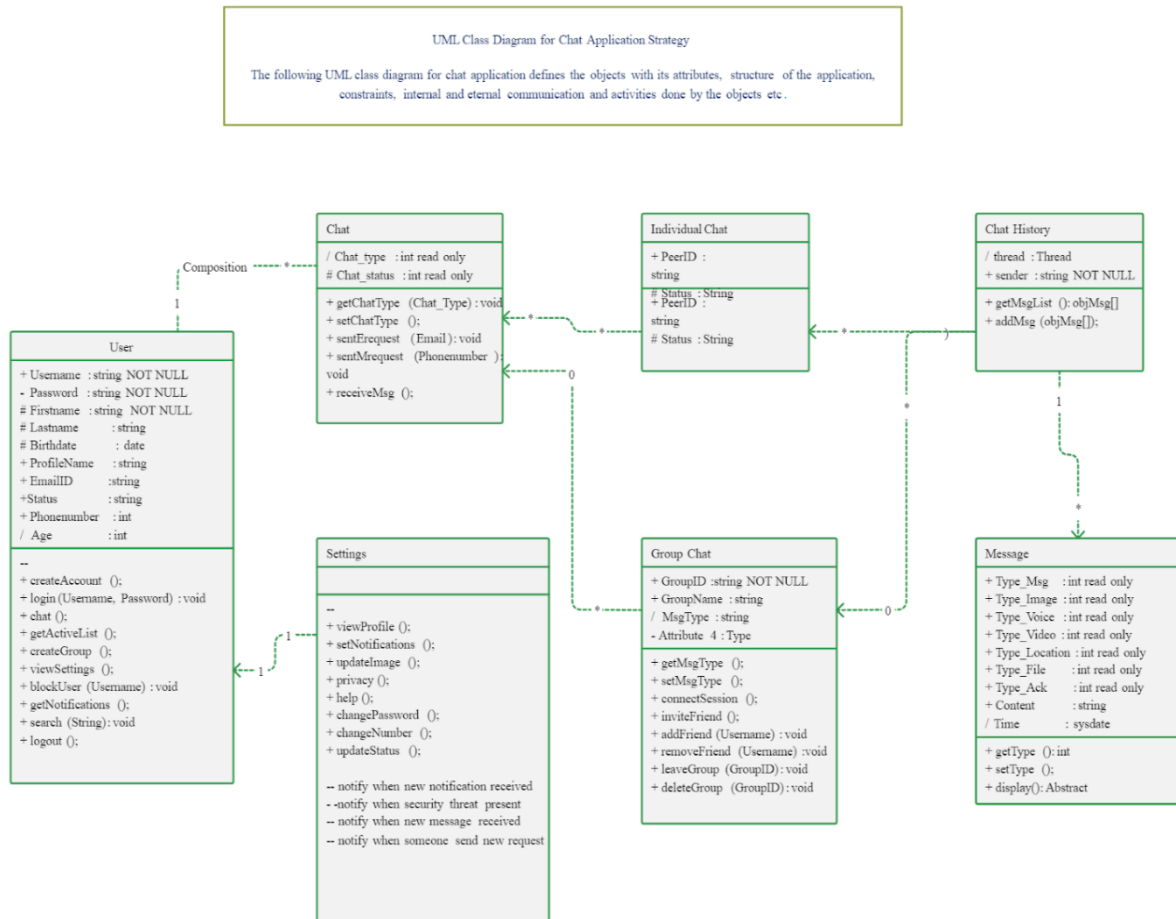 UML Class Diagram for Chat Application Strategy
The following UML class diagram for chat application defines the objects with its attributes, structure of the application,
constraints, internal and eternal communication and activities done by the objects etc.
Chat
/ Chat_type : int read only
# Chat_status : int read only
+ getChatType (Chat_Type): void
+ setChatType ();
+ sentErequest (Email): void
+ sentMrequest (Phonenumber ):
void
+ receiveMsg ();
Individual Chat
+ PeerID :
string
# Status : String
+ PeerID :
string
# Status : String
Chat History
/ thread : Thread
+ sender : string NOT NULL
+ getMsgList (): objMsg[]
+ addMsg (objMsg[]);
Composition
*
1
*
*
*
)
0
*
1
*
*
0
1
1
User
+ Username : string NOT NULL
- Password : string NOT NULL
# Firstname : string NOT NULL
# Lastname : string
# Birthdate : date
+ ProfileName : string
+ EmailID :string
+Status : string
+ Phonenumber : int
/ Age : int
--
+ createAccount ();
+ login (Username, Password) : void
+ chat ();
+ getActiveList ();
+ createGroup ();
+ viewSettings ();
+ blockUser (Username) : void
+ getNotifications ();
+ search (String): void
+ logout ();
Settings
--
+ viewProfile ();
+ setNotifications ();
+ updateImage ();
+ privacy ();
+ help ();
+ changePassword ();
+ changeNumber ();
+ updateStatus ();
-- notify when new notification received
- -notify when security threat present
-- notify when new message received
-- notify when someone send new request
Group Chat
+ GroupID :string NOT NULL
+ GroupName : string
/ MsgType : string
- Attribute 4 : Type
+ getMsgType ();
+ setMsgType ();
+ connectSession ();
+ inviteFriend ();
+ addFriend (Username) : void
+ removeFriend (Username) :void
+ leaveGroup (GroupID): void
+ deleteGroup (GroupID): void
Message
+ Type_Msg : int read only
+ Type_Image : int read only
+ Type_Voice : int read only
+ Type_Video : int read only
+ Type_Location : int read only
+ Type_File : int read only
+ Type_Ack : int read only
+ Content : string
/ Time : sysdate
+ getType (): int
+ setType ();
+ display(): Abstract